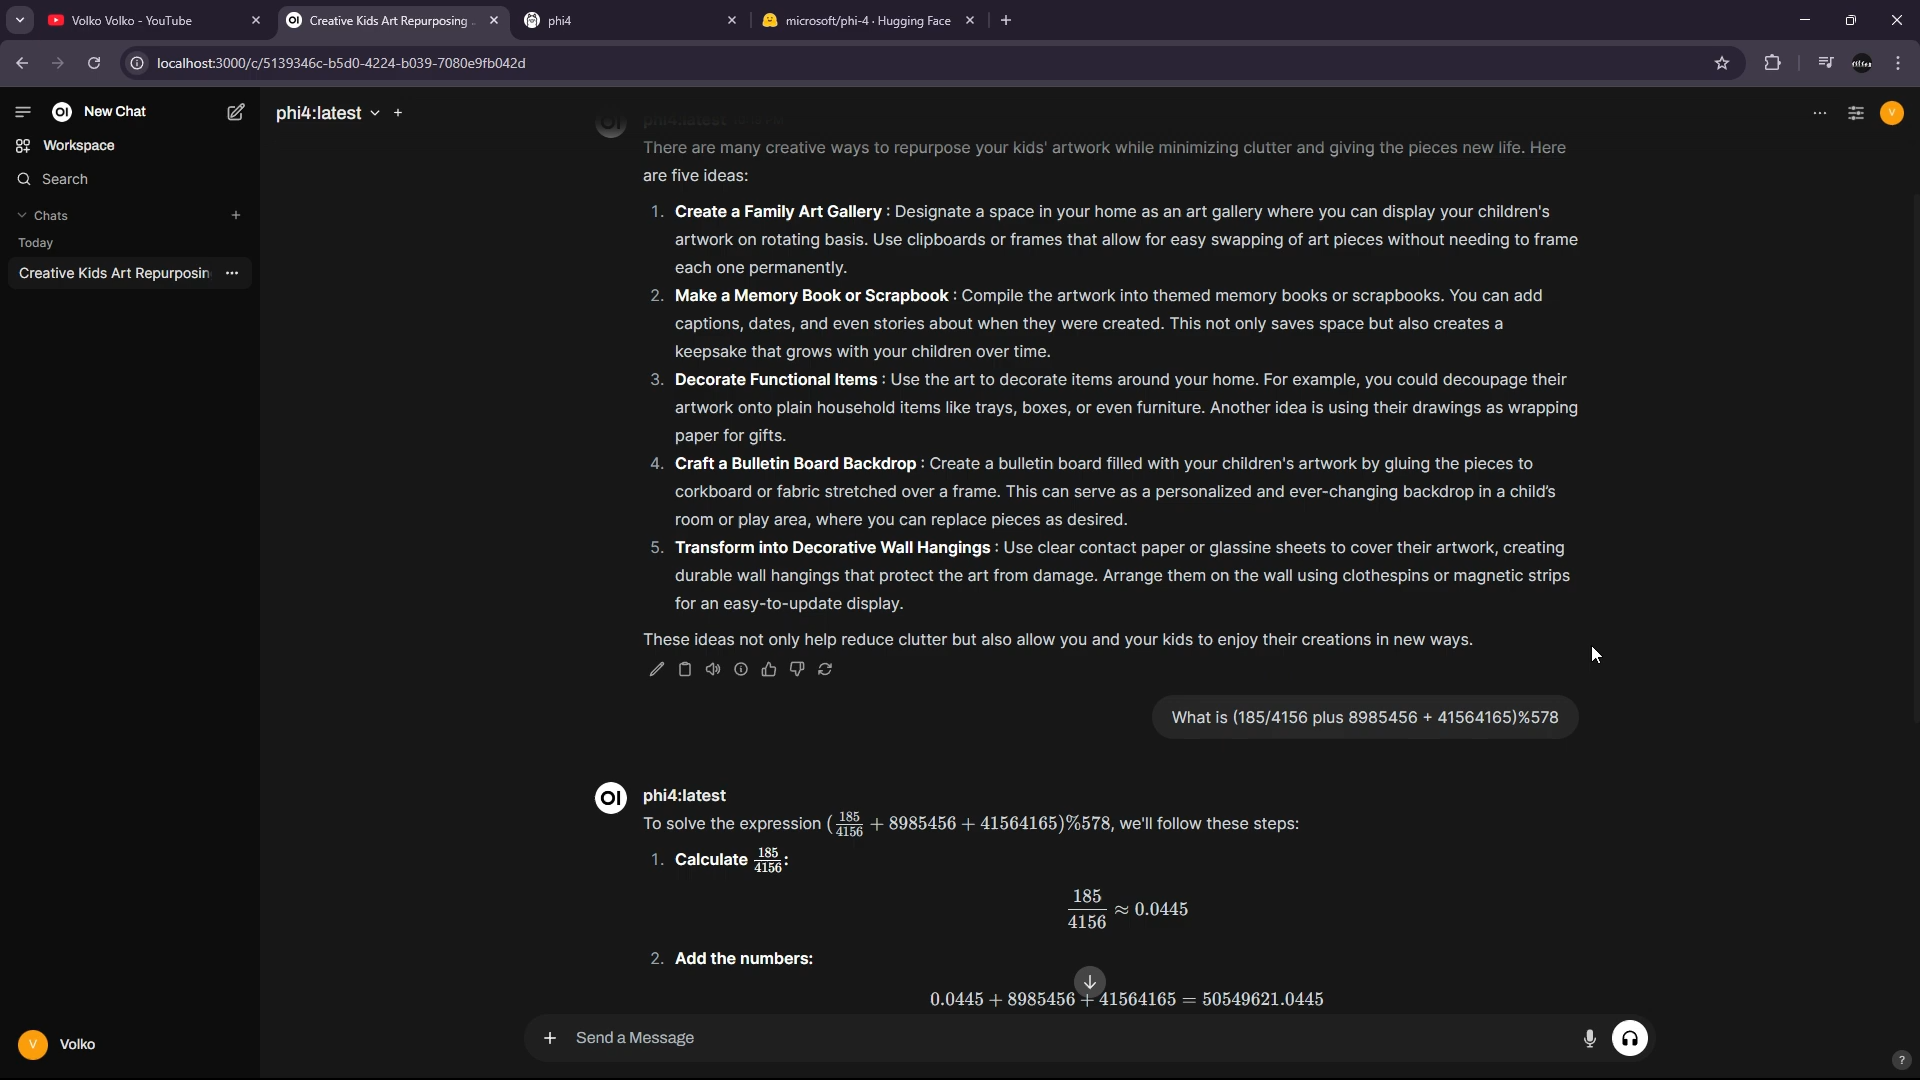 Volko Volko - YouTube
Creative Kids Art Repurposing
phi4
microsoft/phi-4 · Hugging Face
localhost:3000/c/5139346c-b5d0-4224-b039-7080e9fb042d
OI New Chat
Workspace
Search
Chats
Today
Creative Kids Art Repurposin
V Volko
phi4:latest
V
OI phi4:latest
There are many creative ways to repurpose your kids' artwork while minimizing clutter and giving the pieces new life. Here
are five ideas:
1. Create a Family Art Gallery : Designate a space in your home as an art gallery where you can display your children's
artwork on rotating basis. Use clipboards or frames that allow for easy swapping of art pieces without needing to frame
each one permanently.
2. Make a Memory Book or Scrapbook : Compile the artwork into themed memory books or scrapbooks. You can add
captions, dates, and even stories about when they were created. This not only saves space but also creates a
keepsake that grows with your children over time.
3. Decorate Functional Items : Use the art to decorate items around your home. For example, you could decoupage their
artwork onto plain household items like trays, boxes, or even furniture. Another idea is using their drawings as wrapping
paper for gifts.
4. Craft a Bulletin Board Backdrop : Create a bulletin board filled with your children's artwork by gluing the pieces to
corkboard or fabric stretched over a frame. This can serve as a personalized and ever-changing backdrop in a child's
room or play area, where you can replace pieces as desired.
5. Transform into Decorative Wall Hangings : Use clear contact paper or glassine sheets to cover their artwork, creating
durable wall hangings that protect the art from damage. Arrange them on the wall using clothespins or magnetic strips
for an easy-to-update display.
These ideas not only help reduce clutter but also allow you and your kids to enjoy their creations in new ways.
What is (185/4156 plus 8985456 + 41564165)%578
OI phi4:latest
To solve the expression (185/4156 + 8985456 + 41564165)%578, we'll follow these steps:
1. Calculate 185/4156:
185/4156 ≈ 0.0445
2. Add the numbers:
0.0445 + 8985456 + 41564165 = 50549621.0445
Send a Message
?